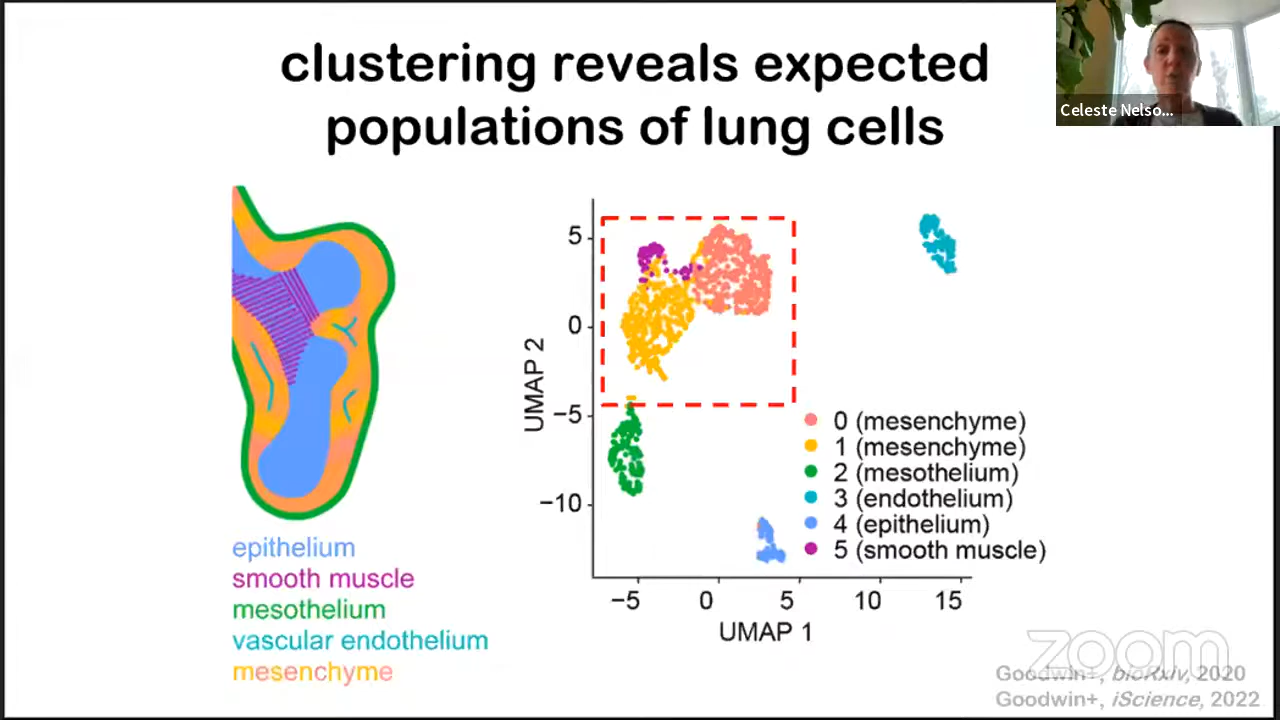 clustering reveals expected
populations of lung cells
Celeste Nelso...
epithelium
smooth muscle
mesothelium
vascular endothelium
mesenchyme
UMAP 2
5
0
−5
−10
0 (mesenchyme)
1 (mesenchyme)
2 (mesothelium)
3 (endothelium)
4 (epithelium)
5 (smooth muscle)
−5 0 5 10 15
UMAP 1
zoom
Goodwin+, bioRxiv, 2020
Goodwin+, iScience, 2022